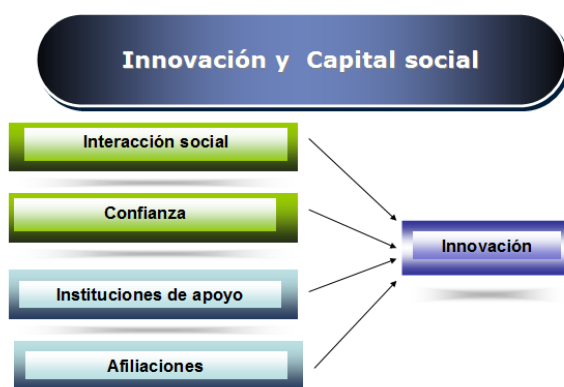 Innovación y Capital social
Interacción social
Confianza
Innovación
Instituciones de apoyo
Afiliaciones